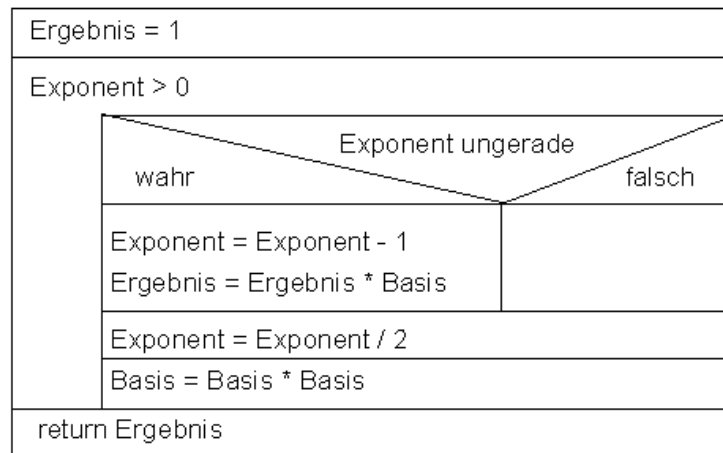 Ergebnis = 1
Exponent > 0
Exponent ungerade
wahr
falsch
Exponent = Exponent - 1
Ergebnis = Ergebnis * Basis
Exponent = Exponent / 2
Basis = Basis * Basis
return Ergebnis